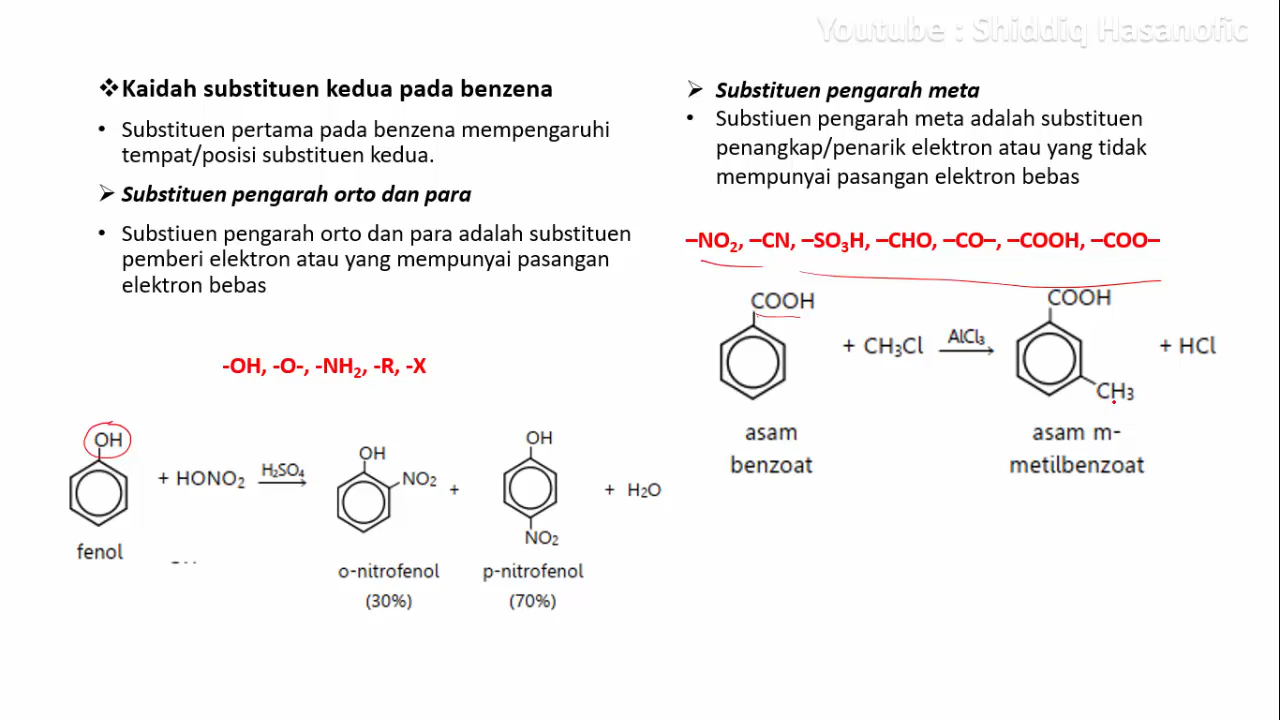 Youtube : Shiddiq Hasanofic
❖Kaidah substituen kedua pada benzena
• Substituen pertama pada benzena mempengaruhi
tempat/posisi substituen kedua.
➢ Substituen pengarah orto dan para
• Substiuen pengarah orto dan para adalah substituen
pemberi elektron atau yang mempunyai pasangan
elektron bebas
-OH, -O-, -NH₂, -R, -X
OH
+ HONO₂
H₂SO₄
OH
NO₂
+
OH
NO₂
+ H₂O
fenol
o-nitrofenol
(30%)
p-nitrofenol
(70%)
➢ Substituen pengarah meta
• Substiuen pengarah meta adalah substituen
penangkap/penarik elektron atau yang tidak
mempunyai pasangan elektron bebas
–NO₂, –CN, –SO₃H, –CHO, –CO–, –COOH, –COO–
COOH
+ CH₃Cl
AlCl₃
COOH
CH₃
+ HCl
asam
benzoat
asam m-
metilbenzoat